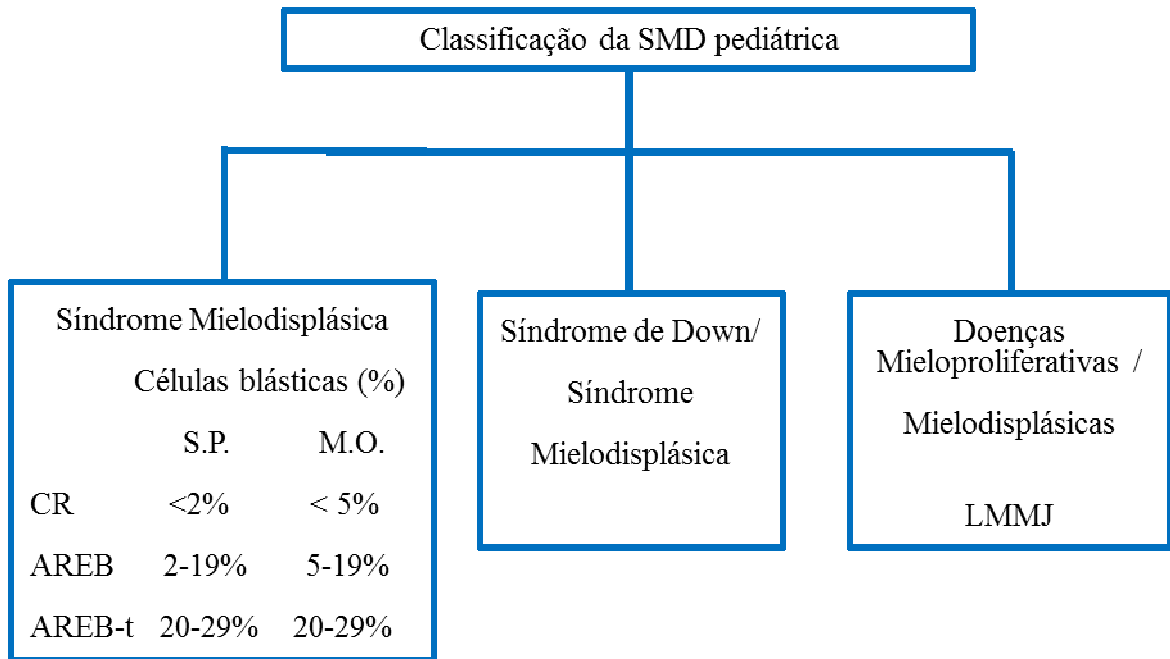 Classificação da SMD pediátrica
Síndrome Mielodisplásica
Células blásticas (%)
S.P. M.O.
CR <2% < 5%
AREB 2-19% 5-19%
AREB-t 20-29% 20-29%
Síndrome de Down/
Síndrome
Mielodisplásica
Doenças
Mieloproliferativas /
Mielodisplásicas
LMMJ